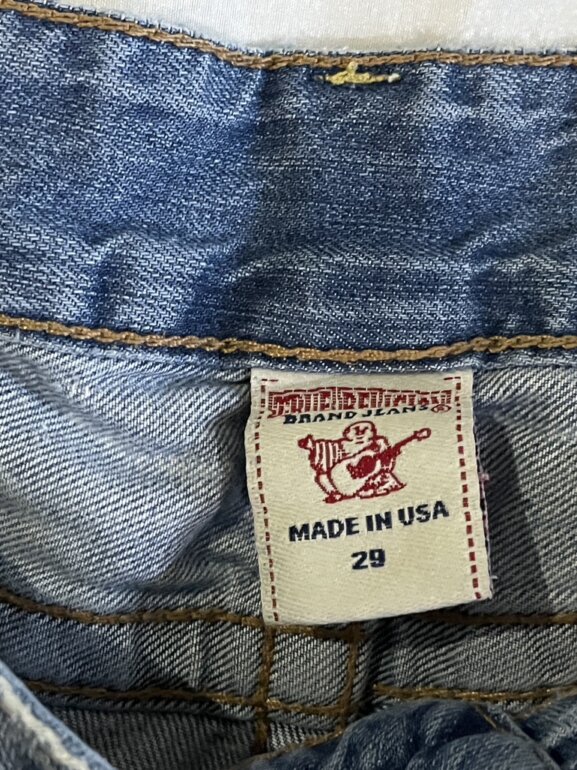 TRUE RELIGION®
BRAND JEANS
MADE IN USA
29